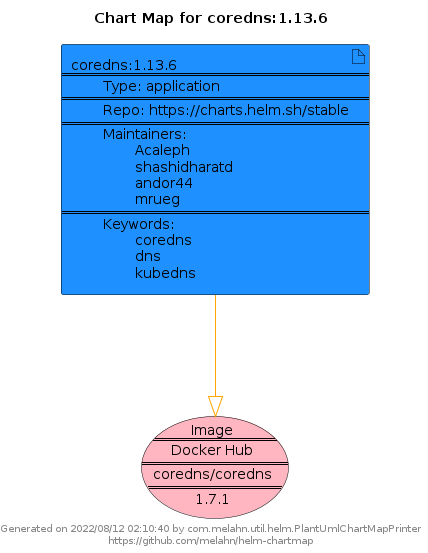 Chart Map for coredns:1.13.6
coredns:1.13.6
Type: application
Repo: https://charts.helm.sh/stable
Maintainers:
Acaleph
shashidharatd
andor44
mrueg
Keywords:
coredns
dns
kubedns
Image
Docker Hub
coredns/coredns
1.7.1
Generated on 2022/08/12 02:10:40 by com.melahn.util.helm.PlantUmlChartMapPrinter
https://github.com/melahn/helm-chartmap